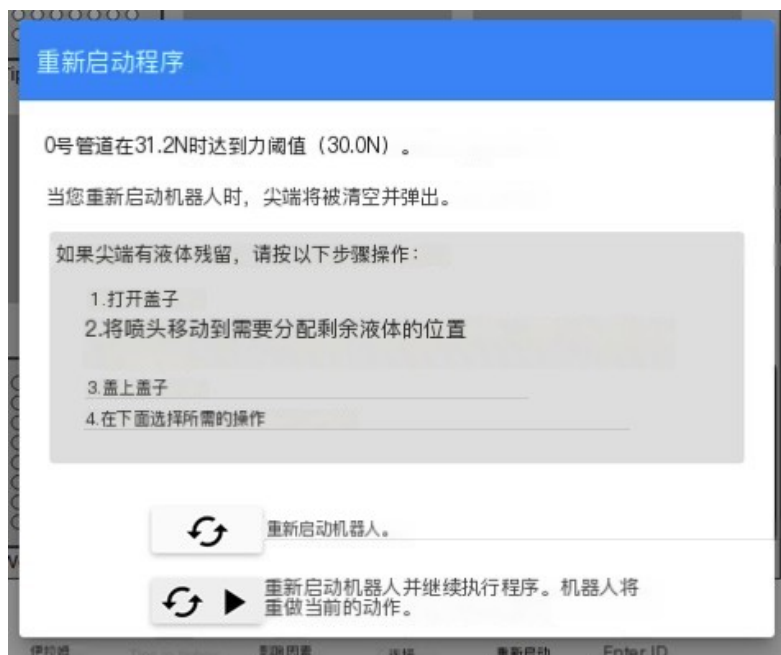 重新启动程序
0号管道在31.2N时达到力阈值（30.0N）。
当您重新启动机器人时，尖端将被清空并弹出。
如果尖端有液体残留，请按以下步骤操作：
1.打开盖子
2.将喷头移动到需要分配剩余液体的位置
3.盖上盖子
4.在下面选择所需的操作
重新启动机器人。
重新启动机器人并继续执行程序。机器人将
重做当前的动作。
影响因素
重新启动
Enter ID